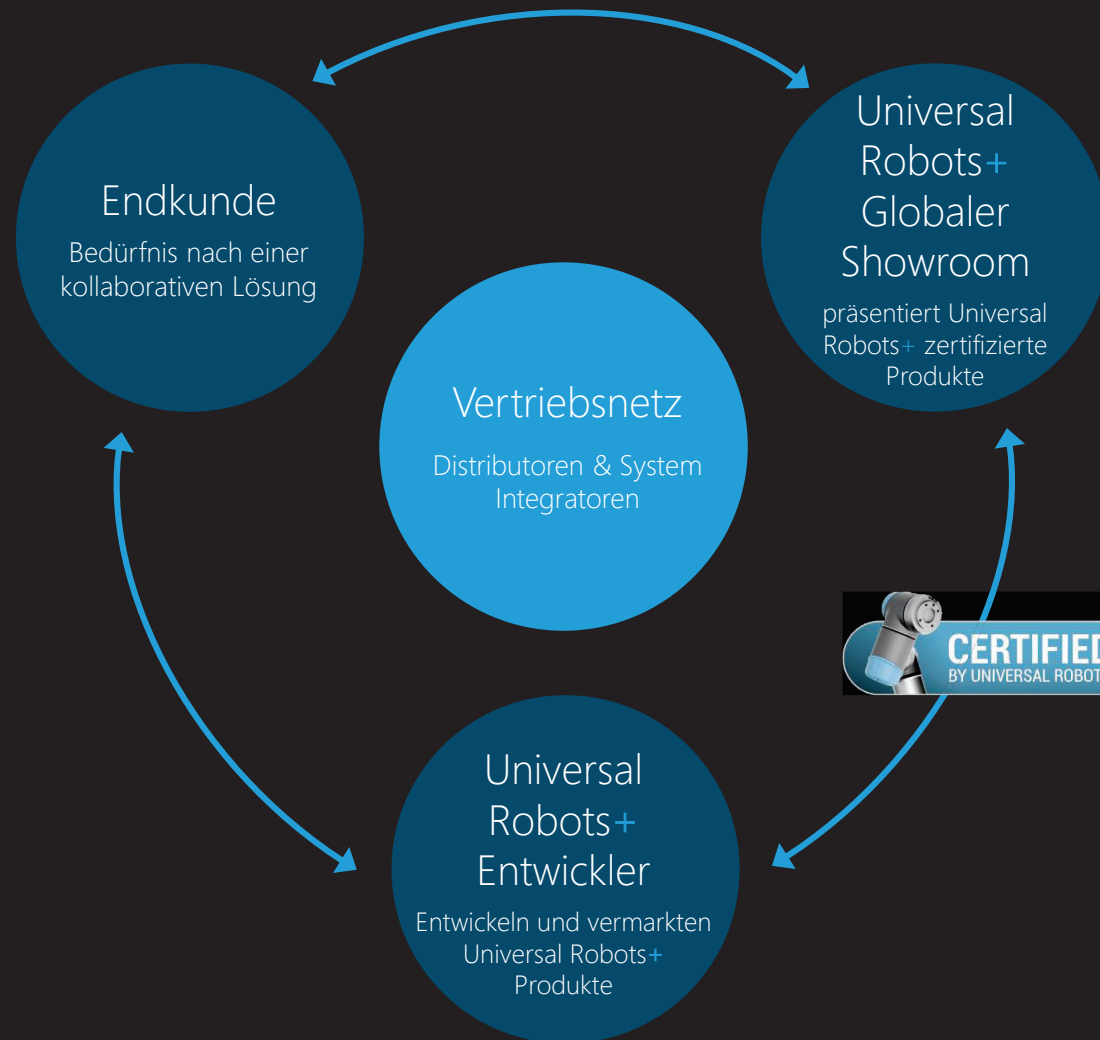 Endkunde
Bedürfnis nach einer
kollaborativen Lösung
Universal
Robots+
Globaler
Showroom
präsentiert Universal
Robots+ zertifizierte
Produkte
Vertriebsnetz
Distributoren & System
Integratoren
CERTIFIED
BY UNIVERSAL ROBOT
Universal
Robots+
Entwickler
Entwickeln und vermarkten
Universal Robots+
Produkte